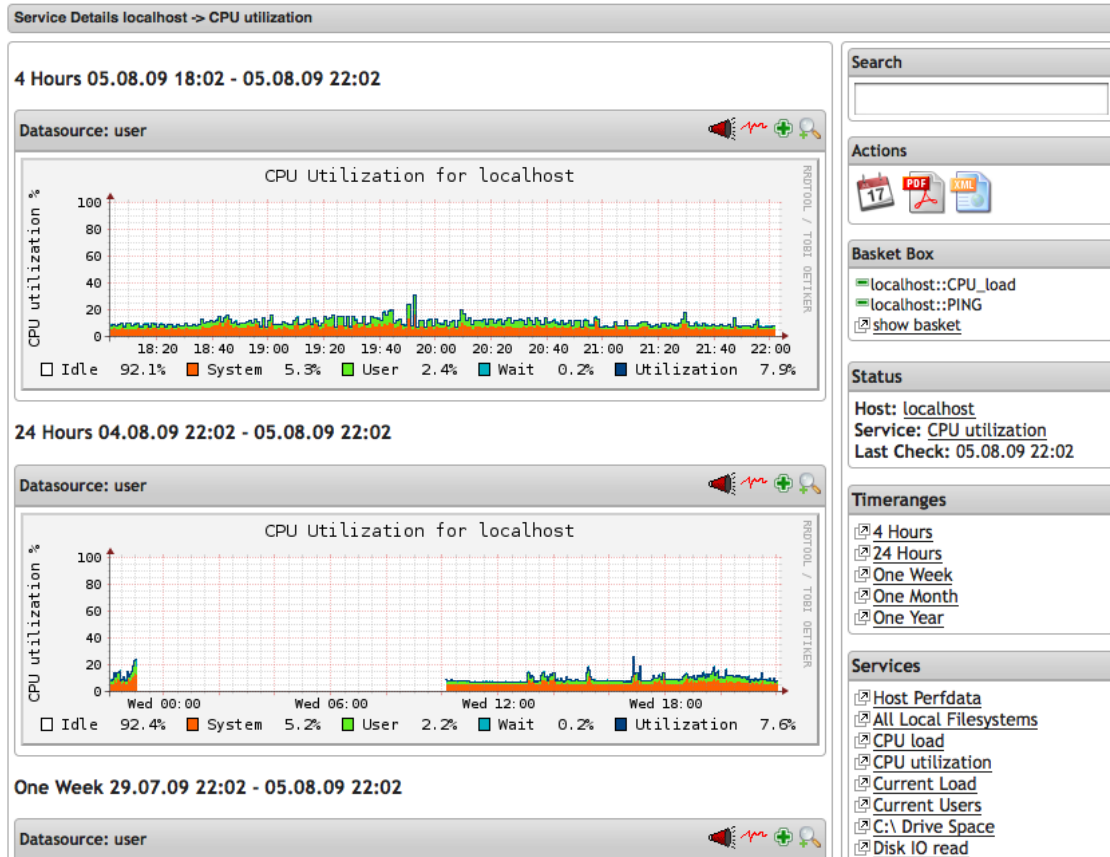 Service Details localhost -> CPU utilization
4 Hours 05.08.09 18:02 - 05.08.09 22:02
Datasource: user
CPU Utilization for localhost
RRDTOOL / TOBI OETIKER
CPU utilization %
100
80
60
40
20
0
18:20 18:40 19:00 19:20 19:40 20:00 20:20 20:40 21:00 21:20 21:40 22:00
Idle 92.1% System 5.3% User 2.4% Wait 0.2% Utilization 7.9%
24 Hours 04.08.09 22:02 - 05.08.09 22:02
Datasource: user
CPU Utilization for localhost
RRDTOOL / TOBI OETIKER
CPU utilization %
100
80
60
40
20
0
Wed 00:00 Wed 06:00 Wed 12:00 Wed 18:00
Idle 92.4% System 5.2% User 2.2% Wait 0.2% Utilization 7.6%
One Week 29.07.09 22:02 - 05.08.09 22:02
Datasource: user
Search
Actions
17 PDF XML
Basket Box
localhost::CPU_load
localhost::PING
show basket
Status
Host: localhost
Service: CPU utilization
Last Check: 05.08.09 22:02
Timeranges
4 Hours
24 Hours
One Week
One Month
One Year
Services
Host Perfdata
All Local Filesystems
CPU load
CPU utilization
Current Load
Current Users
C:\ Drive Space
Disk IO read